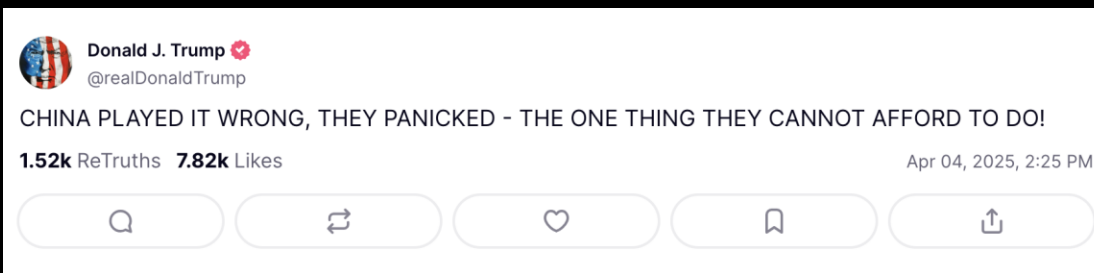 Donald J. Trump
@realDonaldTrump
CHINA PLAYED IT WRONG, THEY PANICKED - THE ONE THING THEY CANNOT AFFORD TO DO!
1.52k ReTruths 7.82k Likes Apr 04, 2025, 2:25 PM